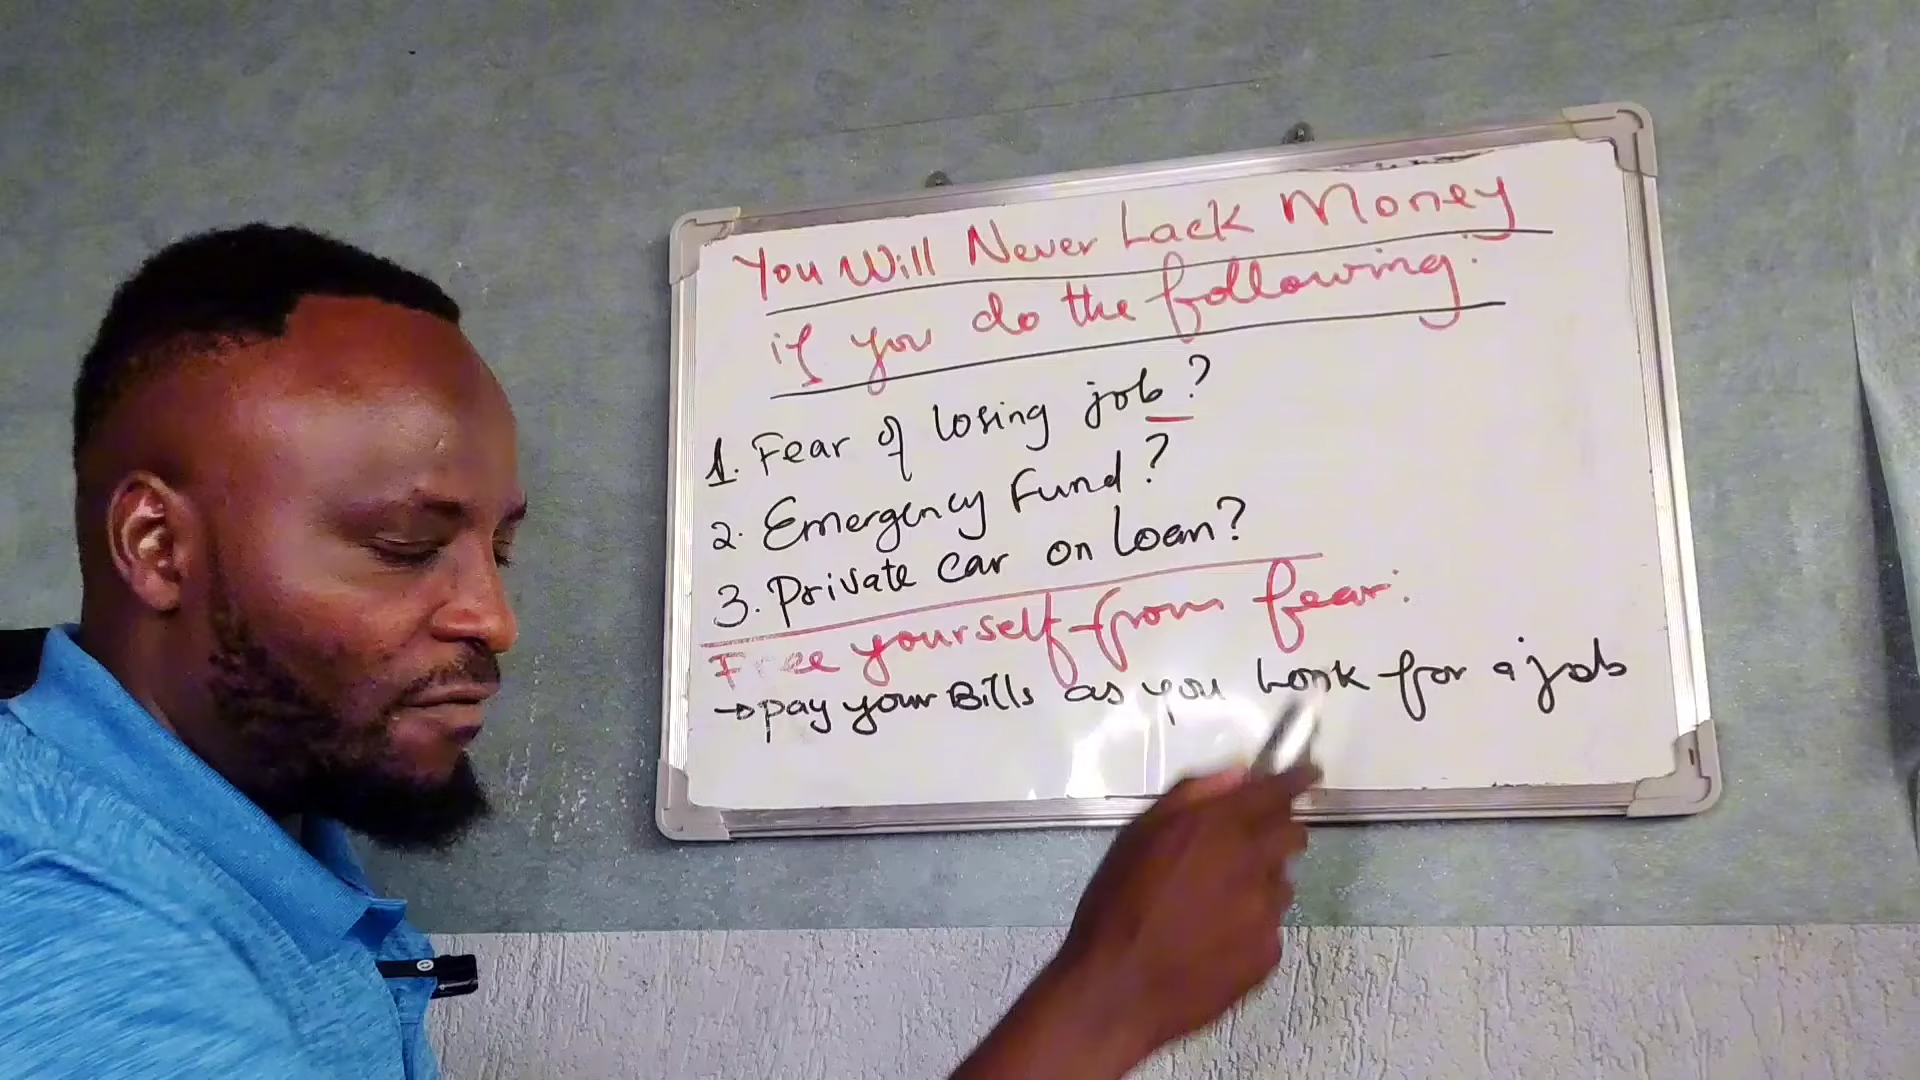 You Will Never Lack Money
if you do the following:
1. Fear of losing job?
2. Emergency Fund?
3. Private car on Loan?
Free yourself from fear.
→ pay your Bills as you look for a job